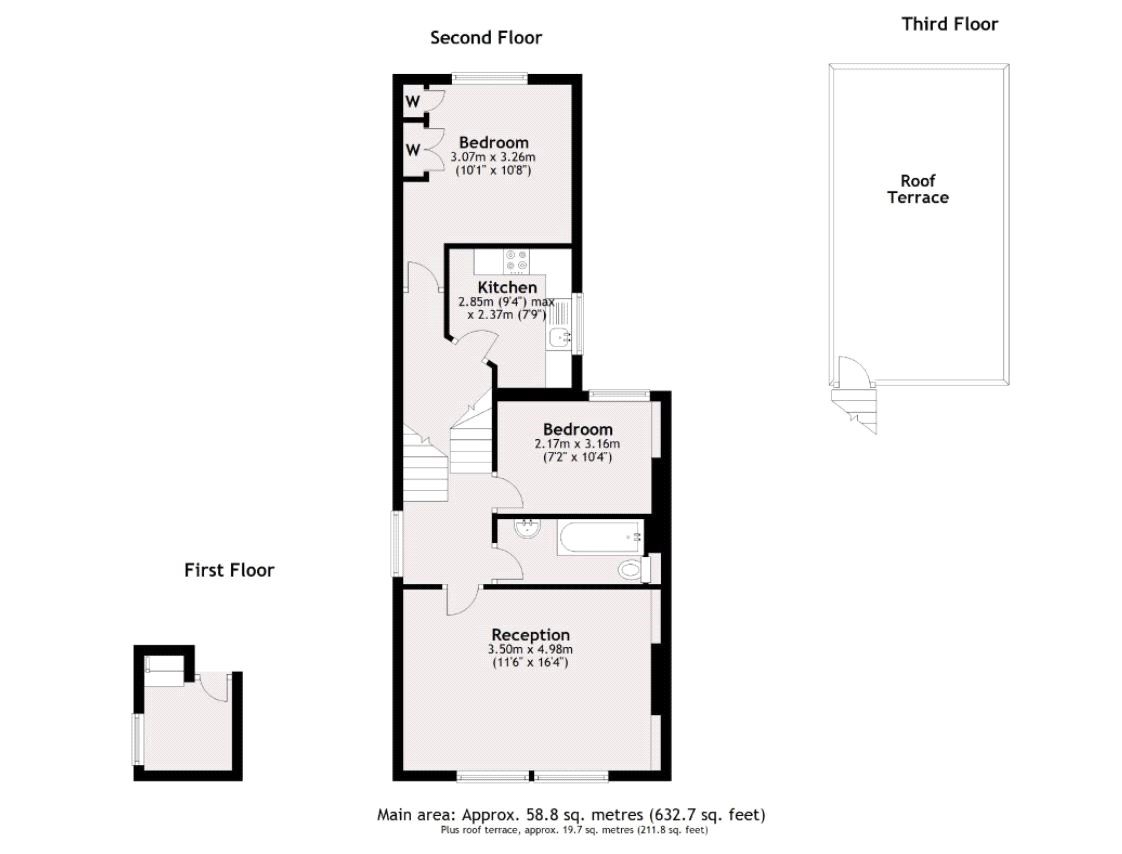 Second Floor
Third Floor
W
W
Bedroom
3.07m x 3.26m
(10'1" x 10'8")
Roof
Terrace
Kitchen
2.85m (9'4") max
x 2.37m (7'9")
Bedroom
2.17m x 3.16m
(7'2" x 10'4")
First Floor
Reception
3.50m x 4.98m
(11'6" x 16'4")
Main area: Approx. 58.8 sq. metres (632.7 sq. feet)
Plus roof terrace, approx. 19.7 sq. metres (211.8 sq. feet)